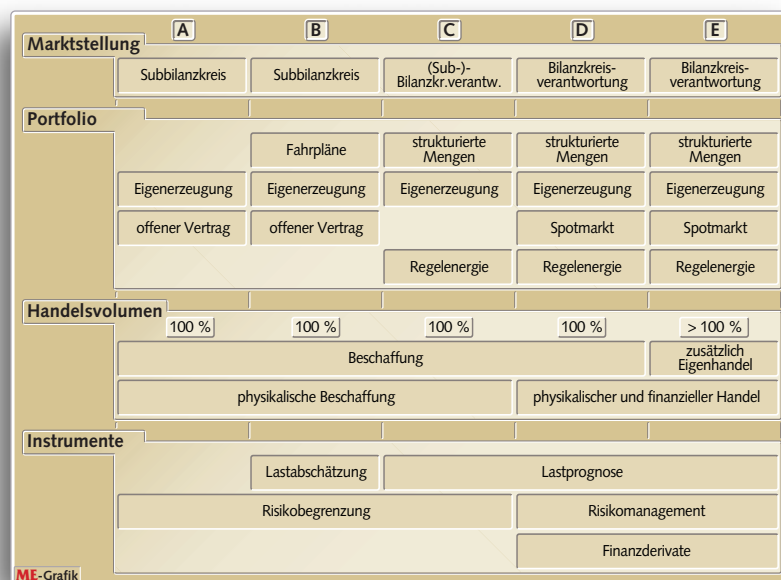 A B C D E
Marktstellung
Subbilanzkreis Subbilanzkreis (Sub-)- Bilanzkreis- Bilanzkreis-
Bilanzkr.verantw. verantwortung verantwortung
Portfolio
Fahrpläne strukturierte strukturierte strukturierte
Mengen Mengen Mengen
Eigenerzeugung Eigenerzeugung Eigenerzeugung Eigenerzeugung Eigenerzeugung
offener Vertrag offener Vertrag Spotmarkt Spotmarkt
Regelenergie Regelenergie Regelenergie
Handelsvolumen
100 % 100 % 100 % 100 % > 100 %
Beschaffung zusätzlich
Eigenhandel
physikalische Beschaffung physikalischer und finanzieller Handel
Instrumente
Lastabschätzung Lastprognose
Risikobegrenzung Risikomanagement
Finanzderivate
ME-Grafik